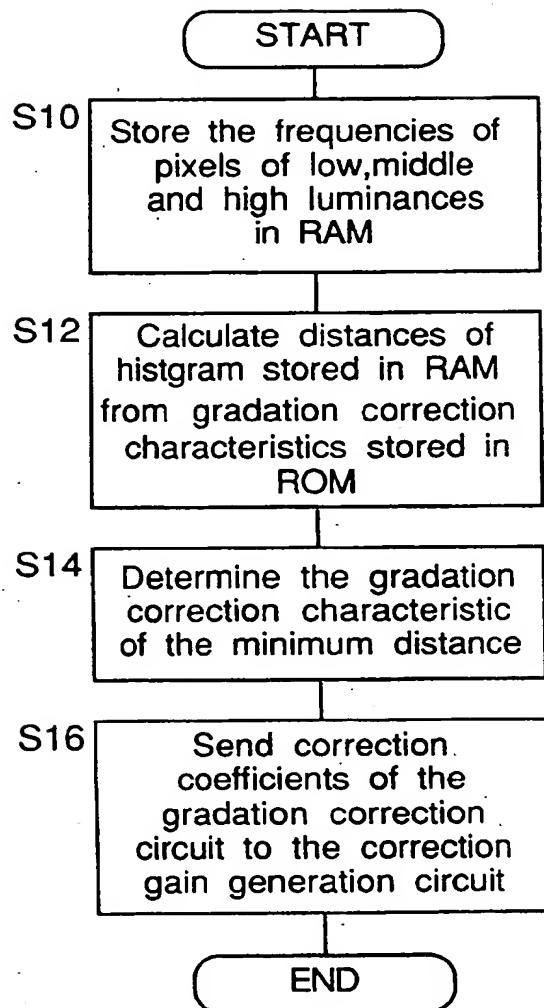 START
S10
Store the frequencies of
pixels of low,middle
and high luminances
in RAM
S12
Calculate distances of
histgram stored in RAM
from gradation correction
characteristics stored in
ROM
S14
Determine the gradation
correction characteristic
of the minimum distance
S16
Send correction
coefficients of the
gradation correction
circuit to the correction
gain generation circuit
END